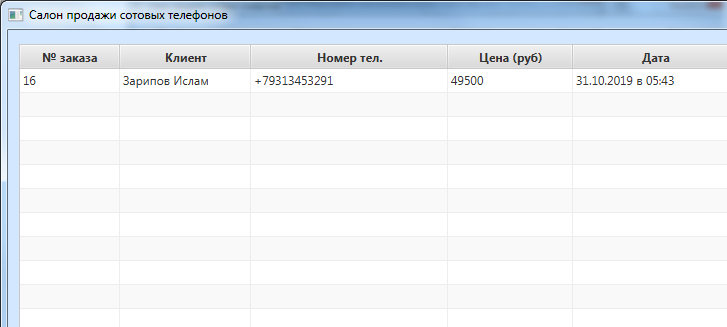 Салон продажи сотовых телефонов
№ заказа Клиент Номер тел. Цена (руб) Дата
16 Зарипов Ислам +79313453291 49500 31.10.2019 в 05:43